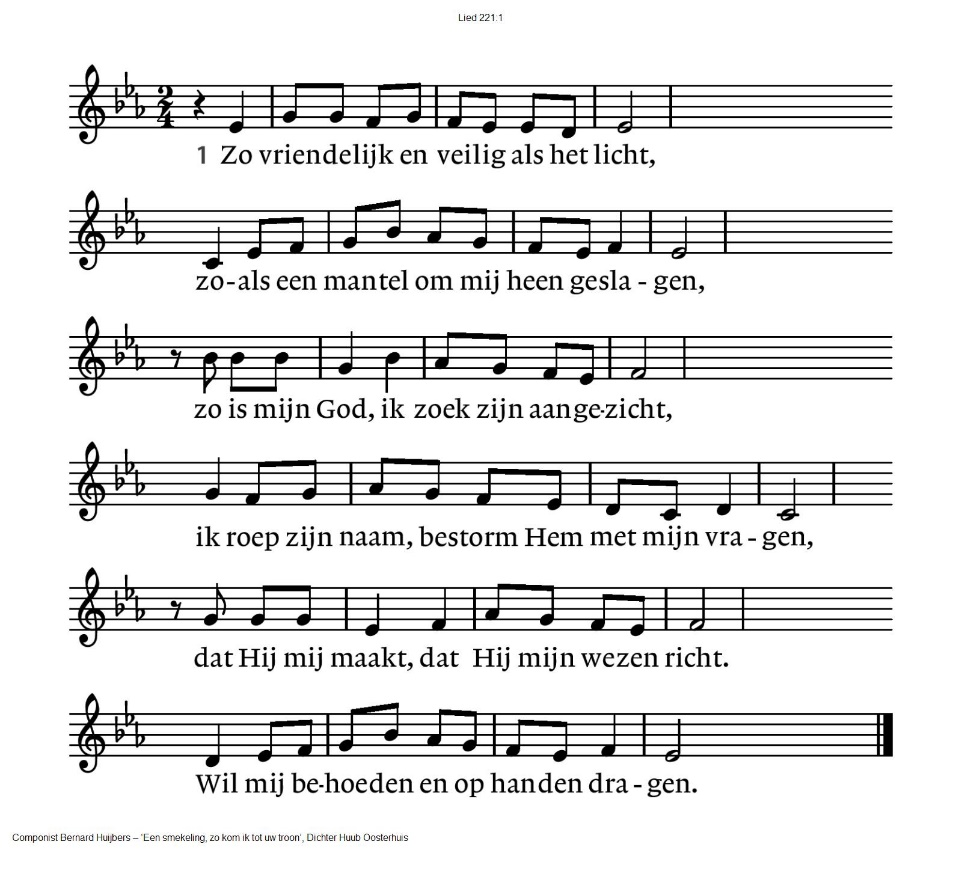 Lied 221:1
2
4
1 Zo vriendelijk en veilig als het licht,
zo-als een mantel om mij heen gesla - gen,
zo is mijn God, ik zoek zijn aange-zicht,
ik roep zijn naam, bestorm Hem met mijn vra - gen,
dat Hij mij maakt, dat Hij mijn wezen richt.
Wil mij be-hoeden en op handen dra - gen.
Componist Bernard Huijbers – 'Een smekeling, zo kom ik tot uw troon', Dichter Huub Oosterhuis